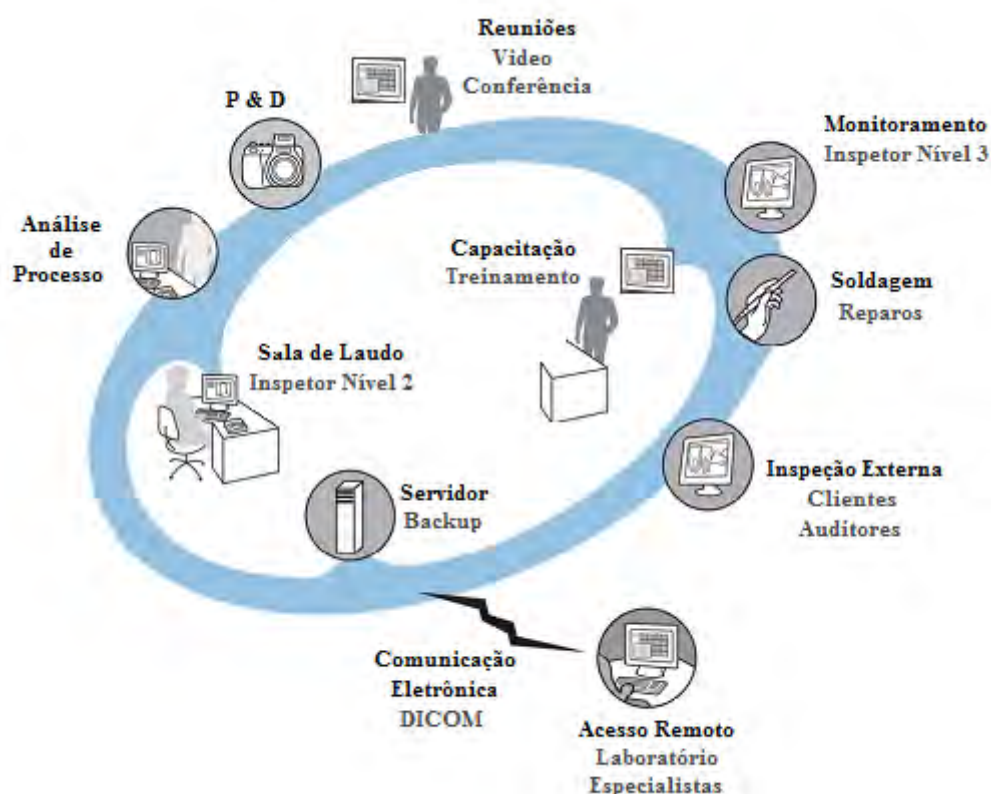 Reuniões
Video
Conferência
P & D
Monitoramento
Inspetor Nível 3
Análise
de
Processo
Capacitação
Treinamento
Soldagem
Reparos
Sala de Laudo
Inspetor Nível 2
Inspeção Externa
Clientes
Auditores
Servidor
Backup
Comunicação
Eletrônica
DICOM
Acesso Remoto
Laboratório
Especialistas